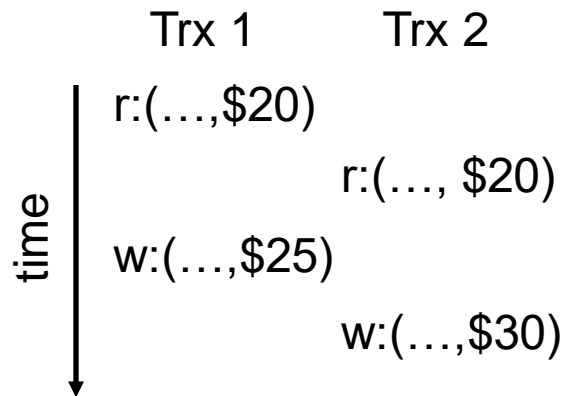 Trx 1 Trx 2
r:(…,$20)
r:(…, $20)
time
w:(…,$25)
w:(…,$30)